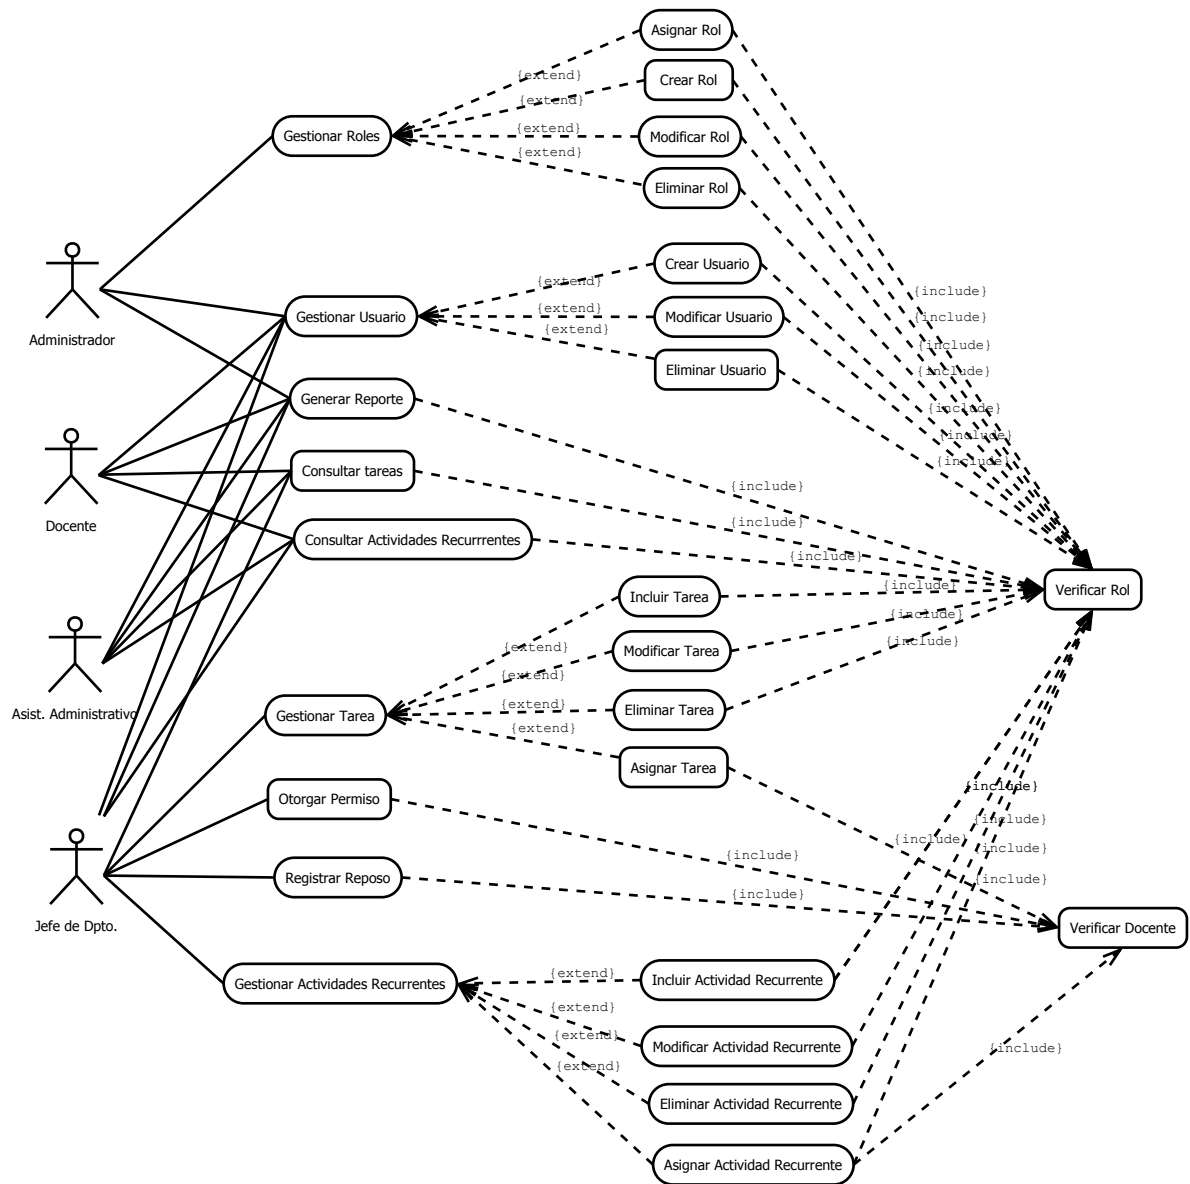 Asignar Rol
{extend}
Crear Rol
{extend}
Gestionar Roles
{extend}
Modificar Rol
{extend}
Eliminar Rol
Administrador
Crear Usuario
{extend}
{include}
Gestionar Usuario
{extend}
Modificar Usuario
{include}
{extend}
{include}
Eliminar Usuario
{include}
Generar Reporte
{include}
{include}
{include}
Docente
Consultar tareas
{include}
{include}
Consultar Actividades Recurrrentes
{include}
Verificar Rol
Incluir Tarea
{include}
{include}
{extend}
Modificar Tarea
{include}
{extend}
Asist. Administrativo
Gestionar Tarea
{extend}
Eliminar Tarea
{extend}
Asignar Tarea
Otorgar Permiso
{include}
{include}
{include}
{include}
{include}
Registrar Reposo
{include}
{include}
Jefe de Dpto.
Verificar Docente
Gestionar Actividades Recurrentes
{extend}
Incluir Actividad Recurrente
{extend}
{extend}
Modificar Actividad Recurrente
{include}
{extend}
Eliminar Actividad Recurrente
Asignar Actividad Recurrente